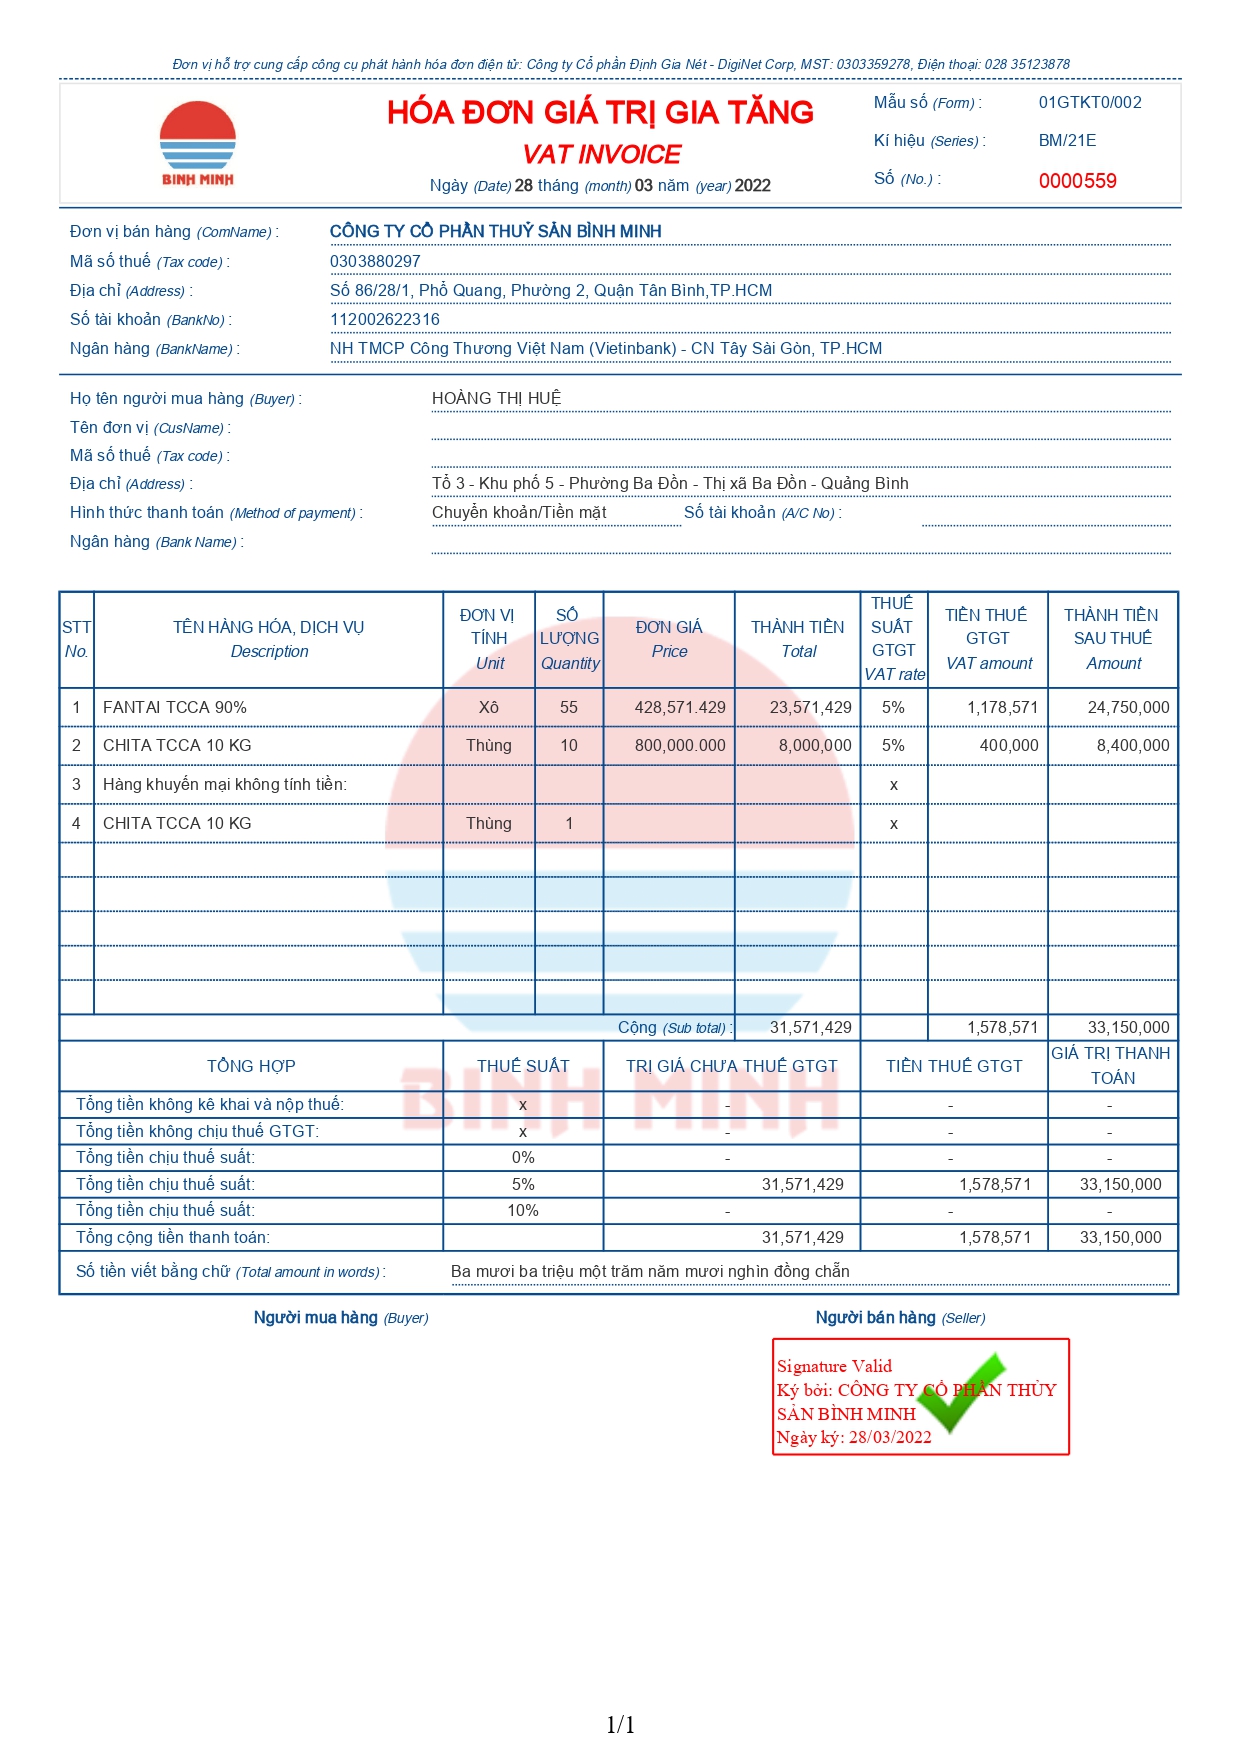 Đơn vị hỗ trợ cung cấp công cụ phát hành hóa đơn điện tử: Công ty Cổ phần Định Gia Nét - DigiNet Corp, MST: 0303359278, Điện thoại: 028 35123878
BINH MINH
HÓA ĐƠN GIÁ TRỊ GIA TĂNG
VAT INVOICE
Ngày (Date) 28 tháng (month) 03 năm (year) 2022
Mẫu số (Form) : 01GTKT0/002
Kí hiệu (Series) : BM/21E
Số (No.) : 0000559
Đơn vị bán hàng (ComName) : CÔNG TY CỔ PHẦN THUỶ SẢN BÌNH MINH
Mã số thuế (Tax code) : 0303880297
Địa chỉ (Address) : Số 86/28/1, Phổ Quang, Phường 2, Quận Tân Bình,TP.HCM
Số tài khoản (BankNo) : 112002622316
Ngân hàng (BankName) : NH TMCP Công Thương Việt Nam (Vietinbank) - CN Tây Sài Gòn, TP.HCM
Họ tên người mua hàng (Buyer) : HOÀNG THỊ HUỆ
Tên đơn vị (CusName) :
Mã số thuế (Tax code) :
Địa chỉ (Address) : Tổ 3 - Khu phố 5 - Phường Ba Đồn - Thị xã Ba Đồn - Quảng Bình
Hình thức thanh toán (Method of payment) : Chuyển khoản/Tiền mặt Số tài khoản (A/C No) :
Ngân hàng (Bank Name) :
STT No. TÊN HÀNG HÓA, DỊCH VỤ Description ĐƠN VỊ TÍNH Unit SỐ LƯỢNG Quantity ĐƠN GIÁ Price THÀNH TIỀN Total THUẾ SUẤT GTGT VAT rate TIỀN THUẾ GTGT VAT amount THÀNH TIỀN SAU THUẾ Amount
1 FANTAI TCCA 90% Xô 55 428,571.429 23,571,429 5% 1,178,571 24,750,000
2 CHITA TCCA 10 KG Thùng 10 800,000.000 8,000,000 5% 400,000 8,400,000
3 Hàng khuyến mại không tính tiền: x
4 CHITA TCCA 10 KG Thùng 1 x
Cộng (Sub total) : 31,571,429 1,578,571 33,150,000
TỔNG HỢP THUẾ SUẤT TRỊ GIÁ CHƯA THUẾ GTGT TIỀN THUẾ GTGT GIÁ TRỊ THANH TOÁN
BINH MINH
Tổng tiền không kê khai và nộp thuế: x - - -
Tổng tiền không chịu thuế GTGT: x - - -
Tổng tiền chịu thuế suất: 0% - - -
Tổng tiền chịu thuế suất: 5% 31,571,429 1,578,571 33,150,000
Tổng tiền chịu thuế suất: 10% - - -
Tổng cộng tiền thanh toán: 31,571,429 1,578,571 33,150,000
Số tiền viết bằng chữ (Total amount in words) : Ba mươi ba triệu một trăm năm mươi nghìn đồng chẵn
Người mua hàng (Buyer) Người bán hàng (Seller)
Signature Valid
Ký bởi: CÔNG TY CỔ PHẦN THỦY
SẢN BÌNH MINH
Ngày ký: 28/03/2022
1/1